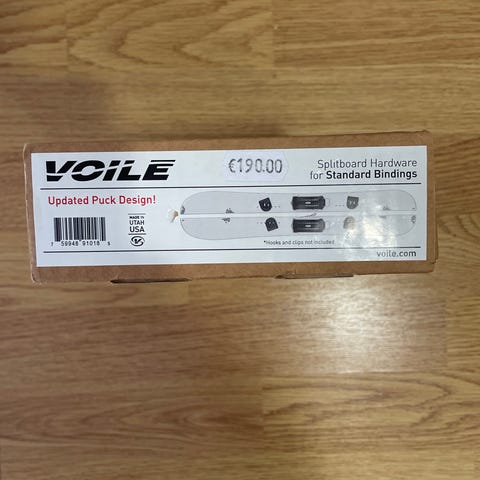 VOILÉ
€190.00
Splitboard Hardware
for Standard Bindings
Updated Puck Design!
MADE IN
UTAH
USA
7 59948 91018 5
*Hooks and clips not included
voile.com